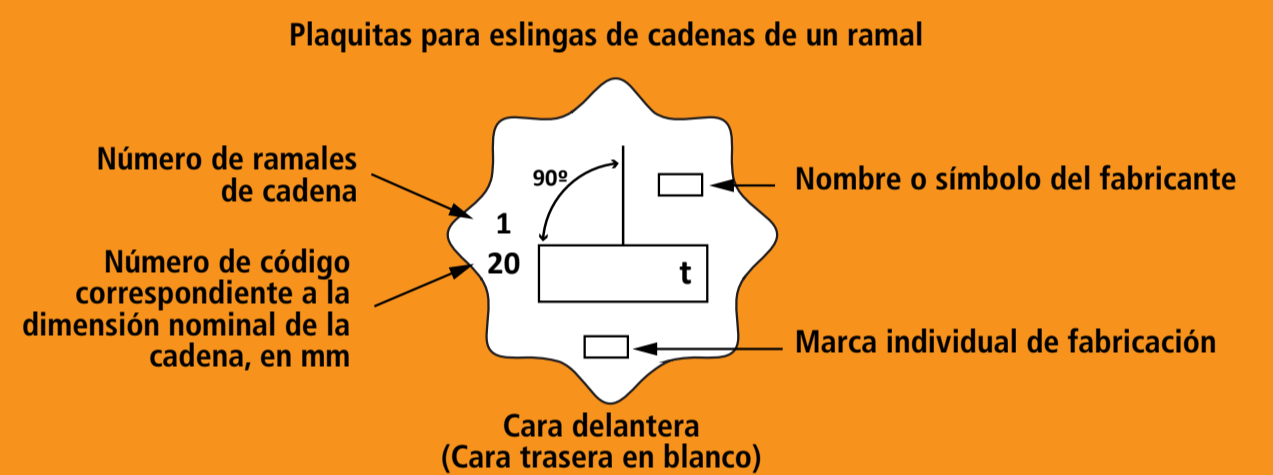 Plaquitas para eslingas de cadenas de un ramal
Número de ramales
de cadena
Número de código
correspondiente a la
dimensión nominal de la
cadena, en mm
90º
1
20
t
Nombre o símbolo del fabricante
Marca individual de fabricación
Cara delantera
(Cara trasera en blanco)